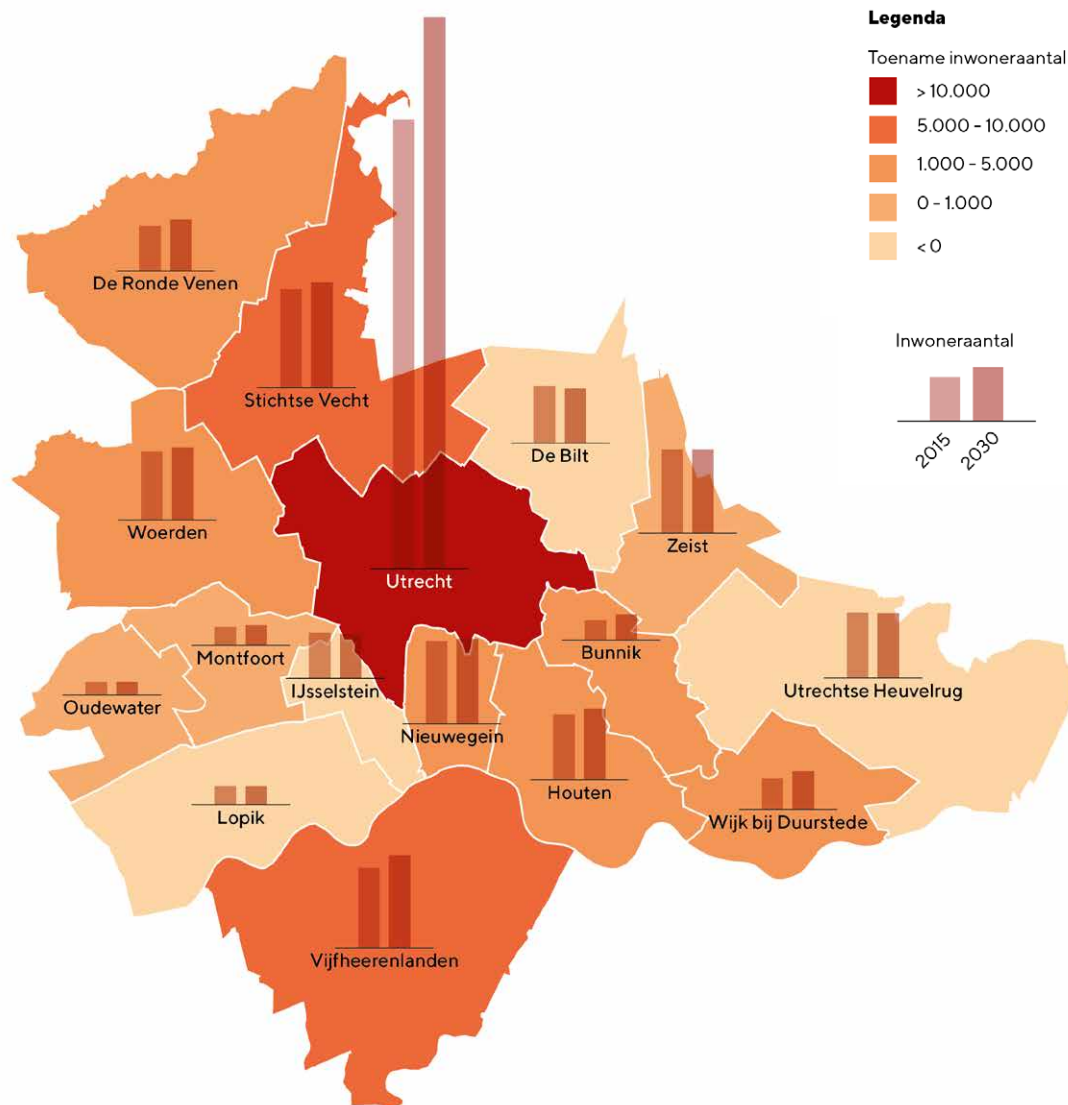 Legenda
Toename inwoneraantal
> 10.000
5.000 - 10.000
1.000 - 5.000
0 - 1.000
< 0
Inwoneraantal
2015 2030
De Ronde Venen
Stichtse Vecht
De Bilt
Woerden
Zeist
Utrecht
Montfoort
Bunnik
IJsselstein
Utrechtse Heuvelrug
Oudewater
Nieuwegein
Houten
Lopik
Wijk bij Duurstede
Vijfheerenlanden